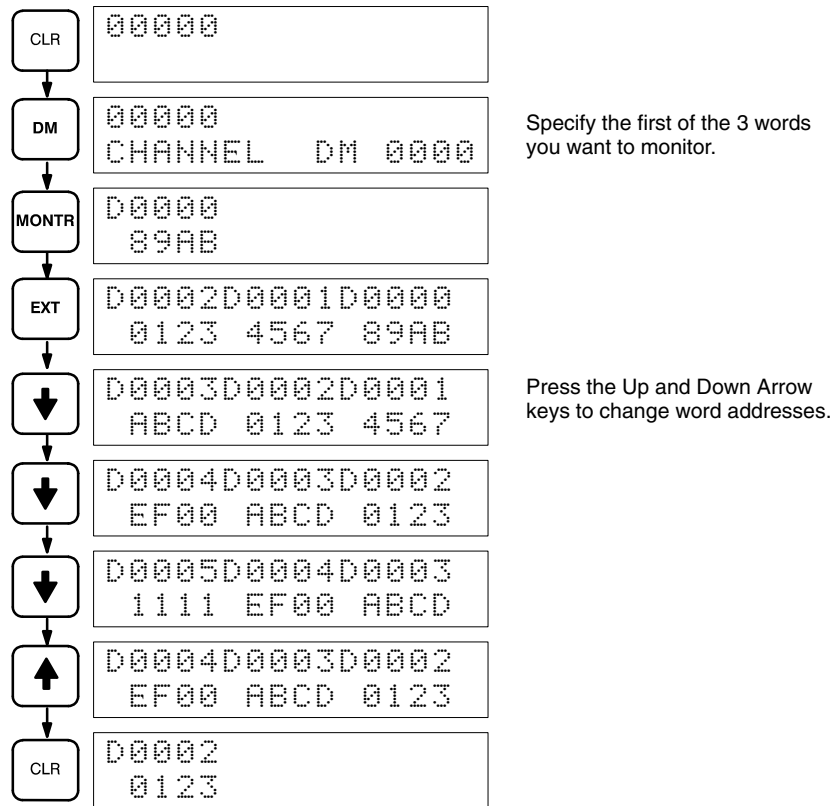 CLR
00000
DM
00000
CHANNEL DM 0000
Specify the first of the 3 words
you want to monitor.
MONTR
D0000
89AB
EXT
D0002D0001D0000
0123 4567 89AB
D0003D0002D0001
ABCD 0123 4567
Press the Up and Down Arrow
keys to change word addresses.
D0004D0003D0002
EF00 ABCD 0123
D0005D0004D0003
1111 EF00 ABCD
D0004D0003D0002
EF00 ABCD 0123
CLR
D0002
0123